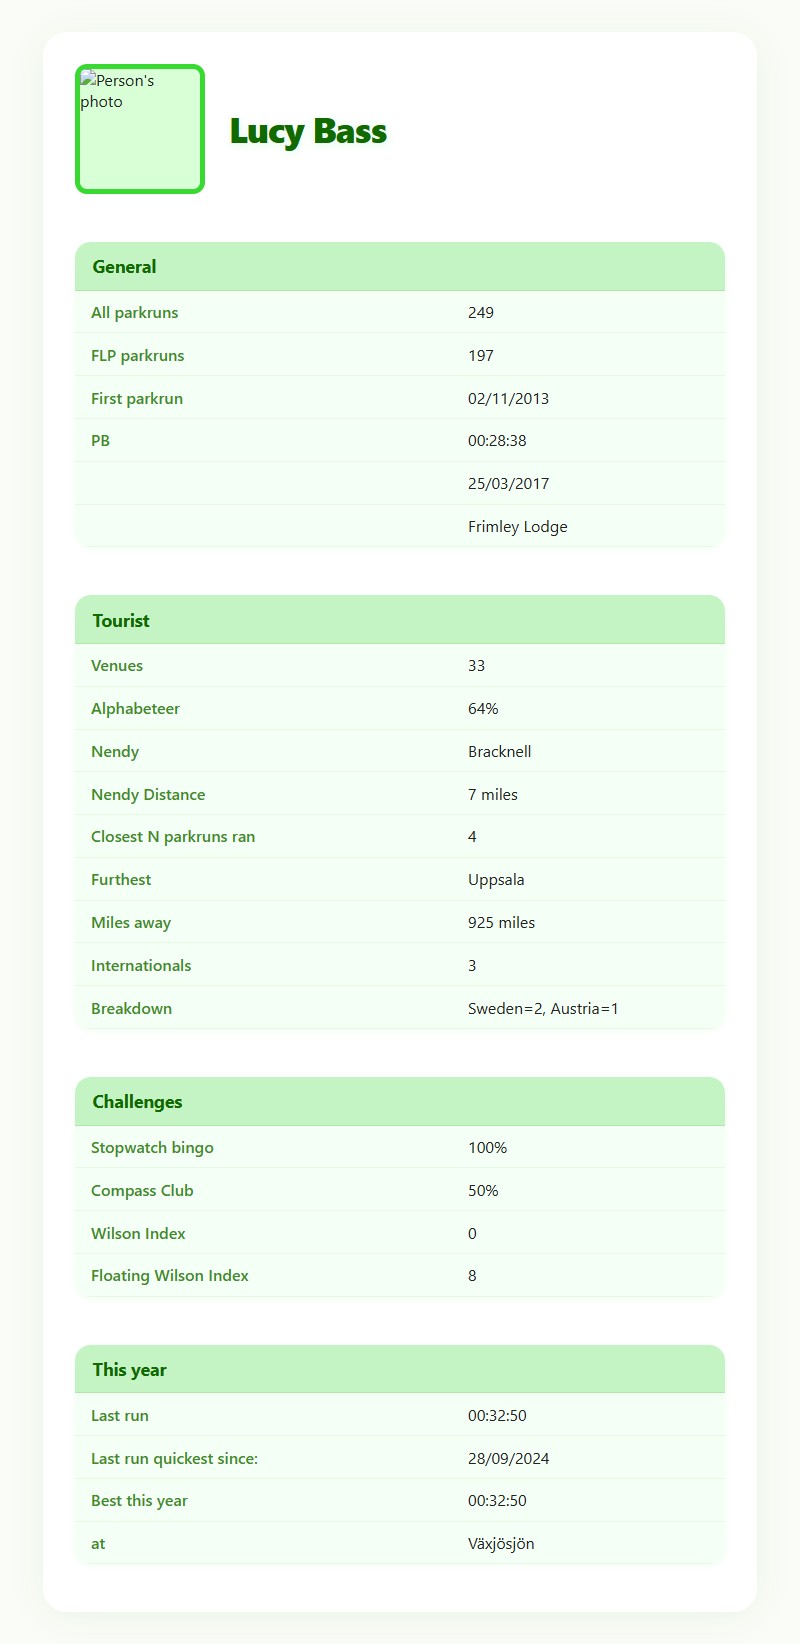 Person's
photo
Lucy Bass
General
All parkruns 249
FLP parkruns 197
First parkrun 02/11/2013
PB 00:28:38
25/03/2017
Frimley Lodge
Tourist
Venues 33
Alphabeteer 64%
Nendy Bracknell
Nendy Distance 7 miles
Closest N parkruns ran 4
Furthest Uppsala
Miles away 925 miles
Internationals 3
Breakdown Sweden=2, Austria=1
Challenges
Stopwatch bingo 100%
Compass Club 50%
Wilson Index 0
Floating Wilson Index 8
This year
Last run 00:32:50
Last run quickest since: 28/09/2024
Best this year 00:32:50
at Växjösjön